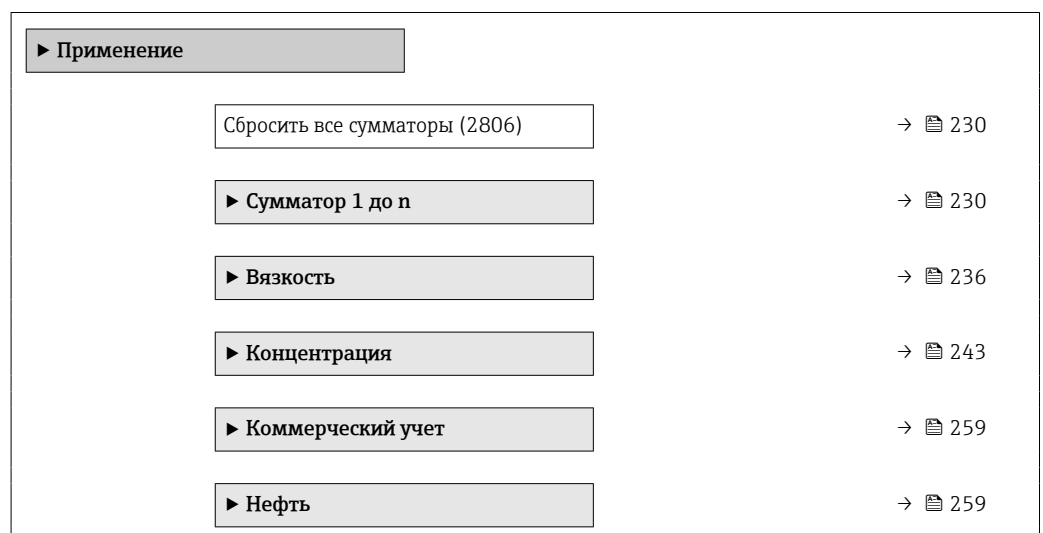 ▶ Применение
Сбросить все сумматоры (2806) → 230
▶ Сумматор 1 до n → 230
▶ Вязкость → 236
▶ Концентрация → 243
▶ Коммерческий учет → 259
▶ Нефть → 259